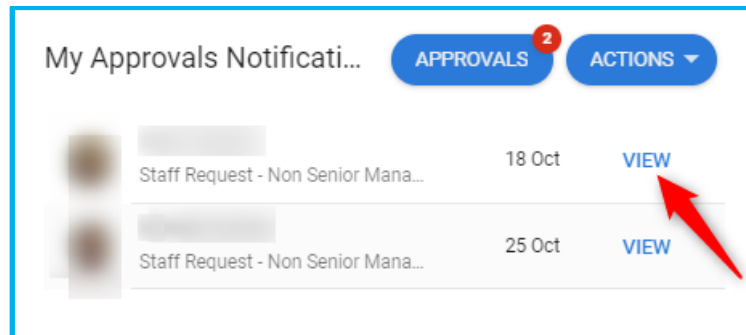 My Approvals Notificati... APPROVALS 2 ACTIONS
Staff Request - Non Senior Mana... 18 Oct VIEW
Staff Request - Non Senior Mana... 25 Oct VIEW